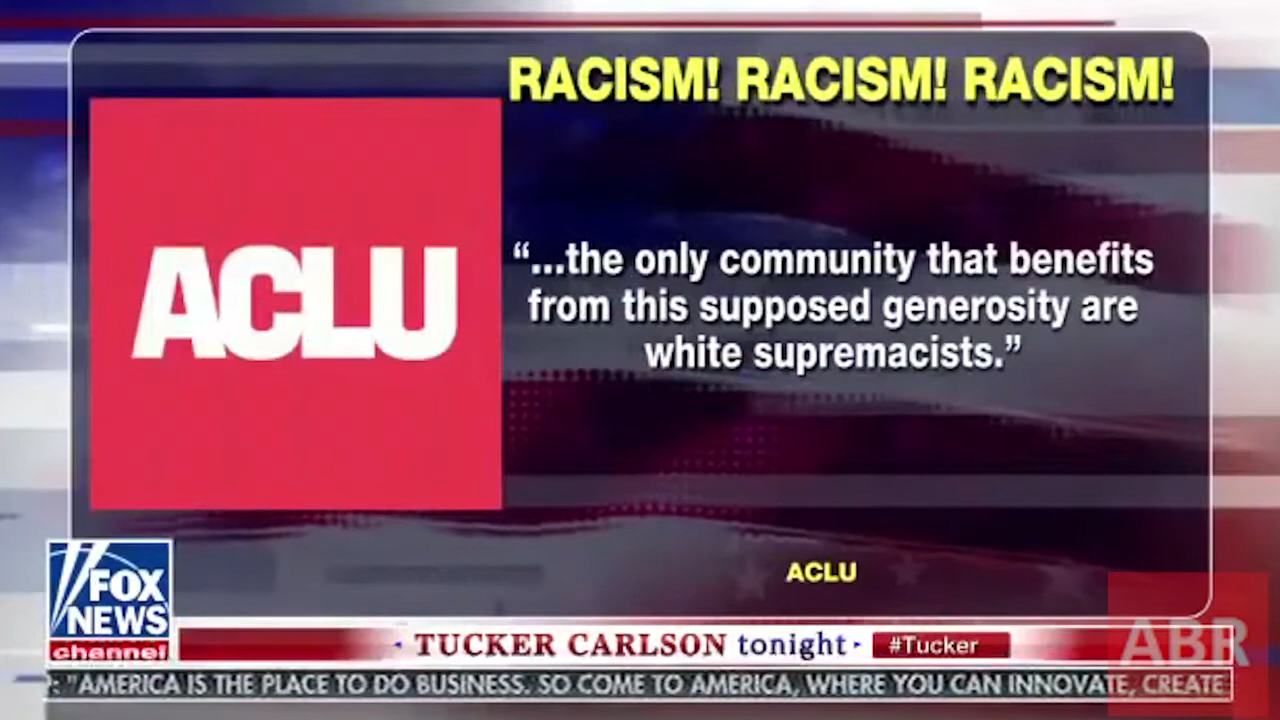 RACISM! RACISM! RACISM!
ACLU
“...the only community that benefits
from this supposed generosity are
white supremacists.”
ACLU
FOX
NEWS
channel
TUCKER CARLSON tonight
#Tucker
ABR
: "AMERICA IS THE PLACE TO DO BUSINESS. SO COME TO AMERICA, WHERE YOU CAN INNOVATE, CREATE